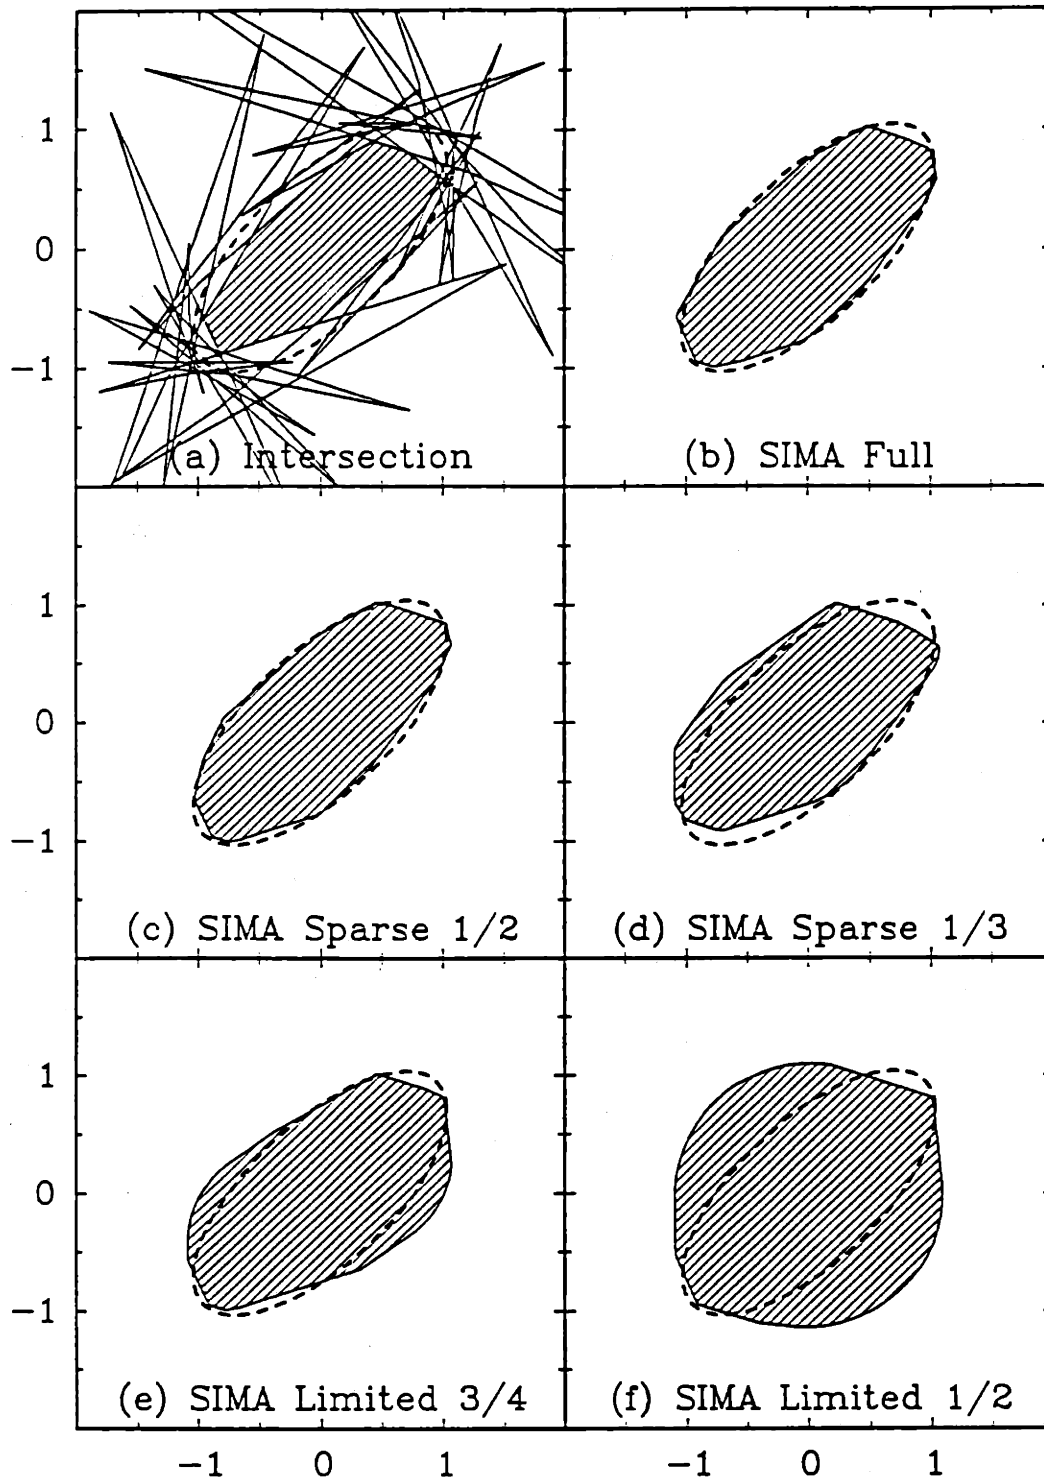 1
0
−1
(a) Intersection
(b) SIMA Full
1
0
−1
(c) SIMA Sparse 1/2
(d) SIMA Sparse 1/3
1
0
−1
(e) SIMA Limited 3/4
(f) SIMA Limited 1/2
−1 0 1 −1 0 1